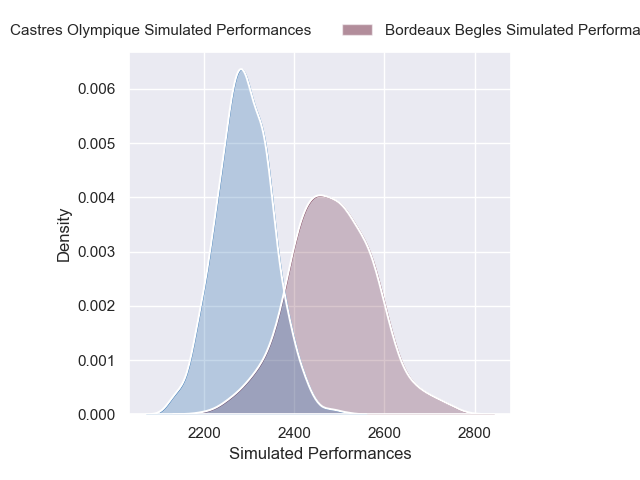 Castres Olympique Simulated Performances
Bordeaux Begles Simulated Performa
0.006
0.005
0.004
0.003
0.002
0.001
0.000
Density
2200 2400 2600 2800
Simulated Performances